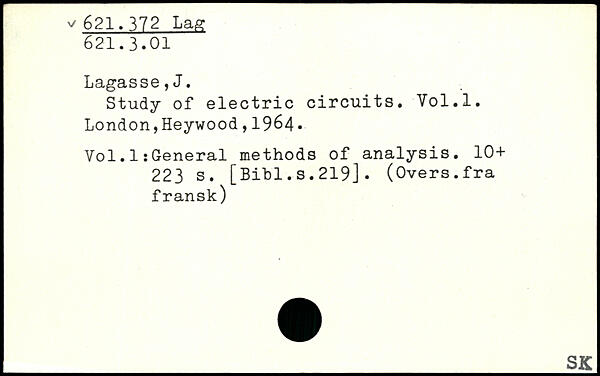 v 621.372 Lag
621.3.01
Lagasse,J.
Study of electric circuits. Vol.1.
London,Heywood,1964.
Vol.1:General methods of analysis. 10+
223 s. [Bibl.s.219]. (Overs.fra
fransk)
SK